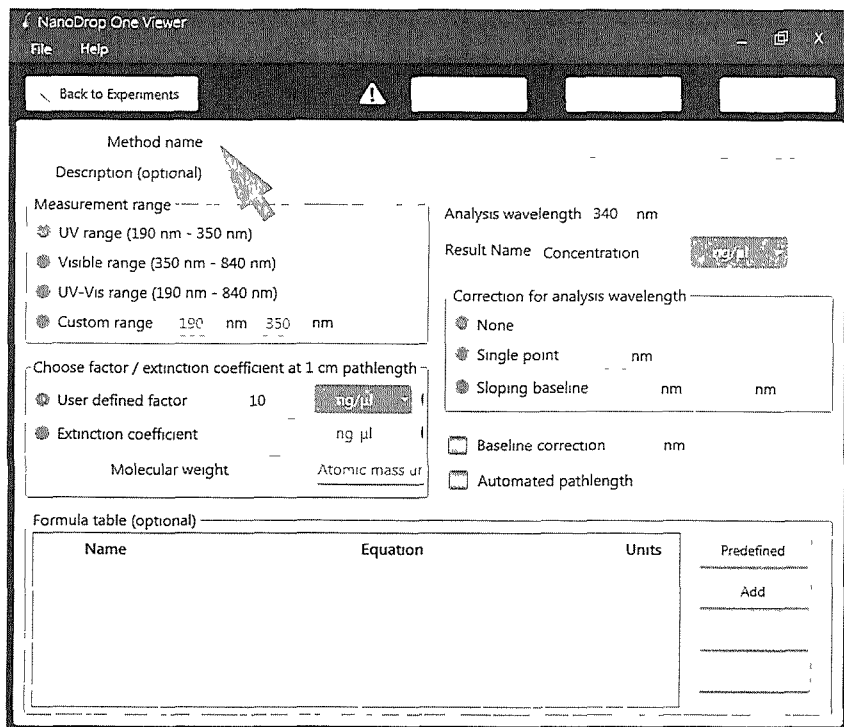 NanoDrop One Viewer
File Help
Back to Experiments
Method name
Description (optional)
Measurement range
UV range (190 nm - 350 nm)
Visible range (350 nm - 840 nm)
UV-Vis range (190 nm - 840 nm)
Custom range 190 nm 350 nm
Choose factor / extinction coefficient at 1 cm pathlength
User defined factor 10 ng/µl
Extinction coefficient ng µl
Molecular weight Atomic mass ur
Analysis wavelength 340 nm
Result Name Concentration ng/µl
Correction for analysis wavelength
None
Single point nm
Sloping baseline nm nm
Baseline correction nm
Automated pathlength
Formula table (optional)
Name Equation Units
Predefined
Add